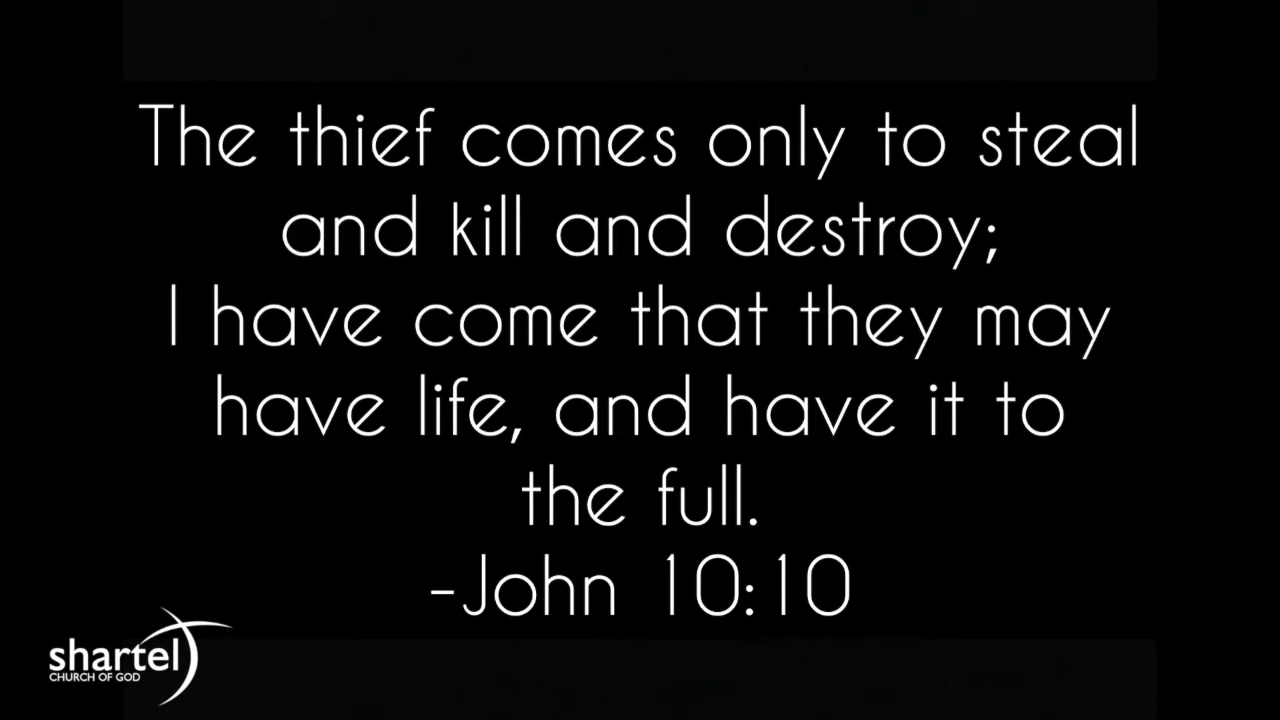 The thief comes only to steal
and kill and destroy;
I have come that they may
have life, and have it to
the full.
-John 10:10
shartel
CHURCH OF GOD